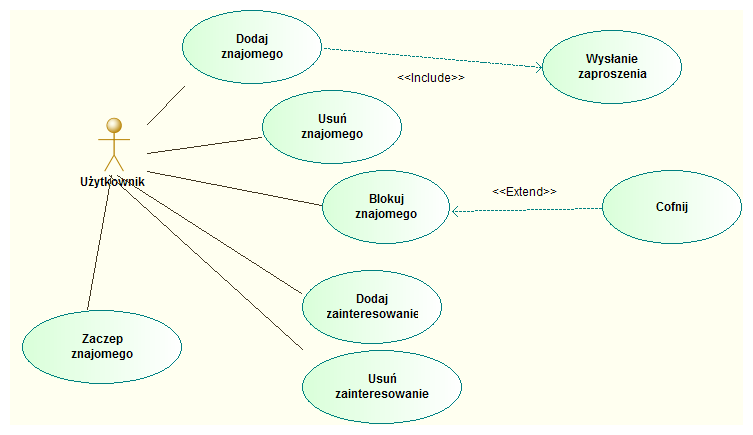 Dodaj
znajomego
Wysłanie
zaproszenia
<<Include>>
Usuń
znajomego
Użytkownik
Blokuj
znajomego
<<Extend>>
Cofnij
Dodaj
zainteresowanie
Zaczep
znajomego
Usuń
zainteresowanie